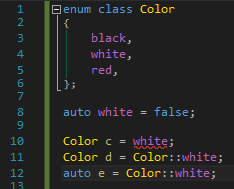 1 enum class Color
2 {
3 black,
4 white,
5 red,
6 };
7
8 auto white = false;
9
10 Color c = white;
11 Color d = Color::white;
12 auto e = Color::white;
13